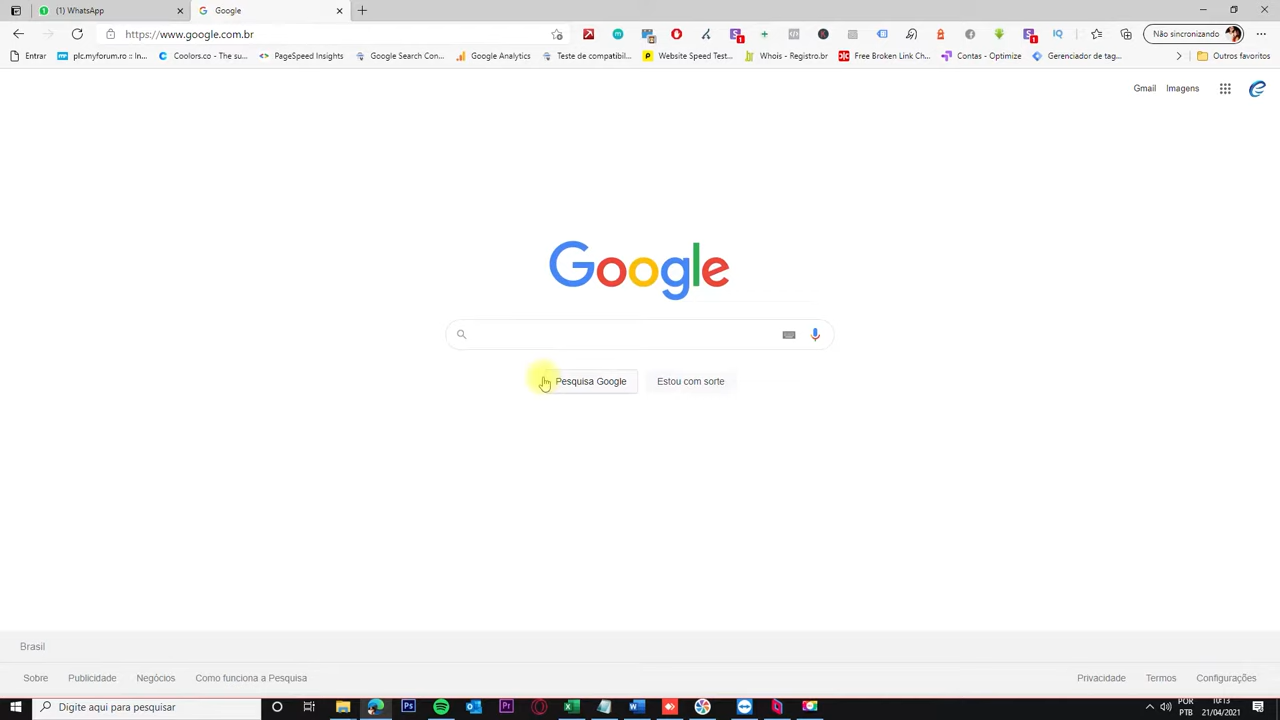 (1) WhatsApp
Google
https://www.google.com.br
Não sincronizando
Entrar
plc.myforum.ro :: In...
Coolors.co - The su...
PageSpeed Insights
Google Search Con...
Google Analytics
Teste de compatibil...
Website Speed Test...
Whois - Registro.br
Free Broken Link Ch...
Contas - Optimize
Gerenciador de tag...
Outros favoritos
Gmail
Imagens
Google
Pesquisa Google
Estou com sorte
Brasil
Sobre
Publicidade
Negócios
Como funciona a Pesquisa
Privacidade
Termos
Configurações
Digite aqui para pesquisar
POR
PTB
10:13
21/04/2021